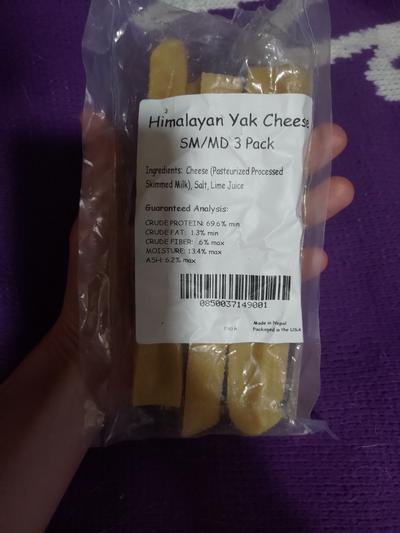 Himalayan Yak Cheese
SM/MD 3 Pack
Ingredients: Cheese (Pasteurized Processed
Skimmed Milk), Salt, Lime Juice
Guaranteed Analysis:
CRUDE PROTEIN: 69.6% min
CRUDE FAT: 1.3% min
CRUDE FIBER: .6% max
MOISTURE: 13.4% max
ASH: 6.2% max
0850037149001
Made in Nepal
Packaged in the USA